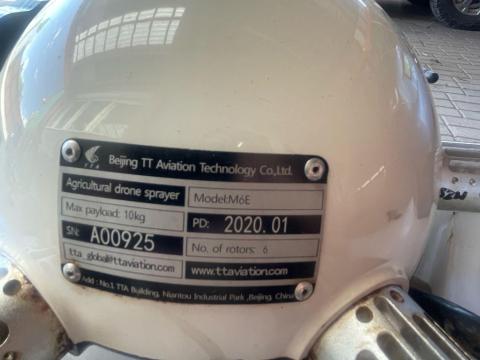 TTA
Beijing TT Aviation Technology Co.,Ltd.
Agricultural drone sprayer
Model:M6E
Max payload: 10kg
PD: 2020.01
SN: A00925
No. of rotors: 6
tta_global@ttaviation.com
www.ttaviation.com
Add : No.1 TTA Building, Niantou Industrial Park ,Beijing, China